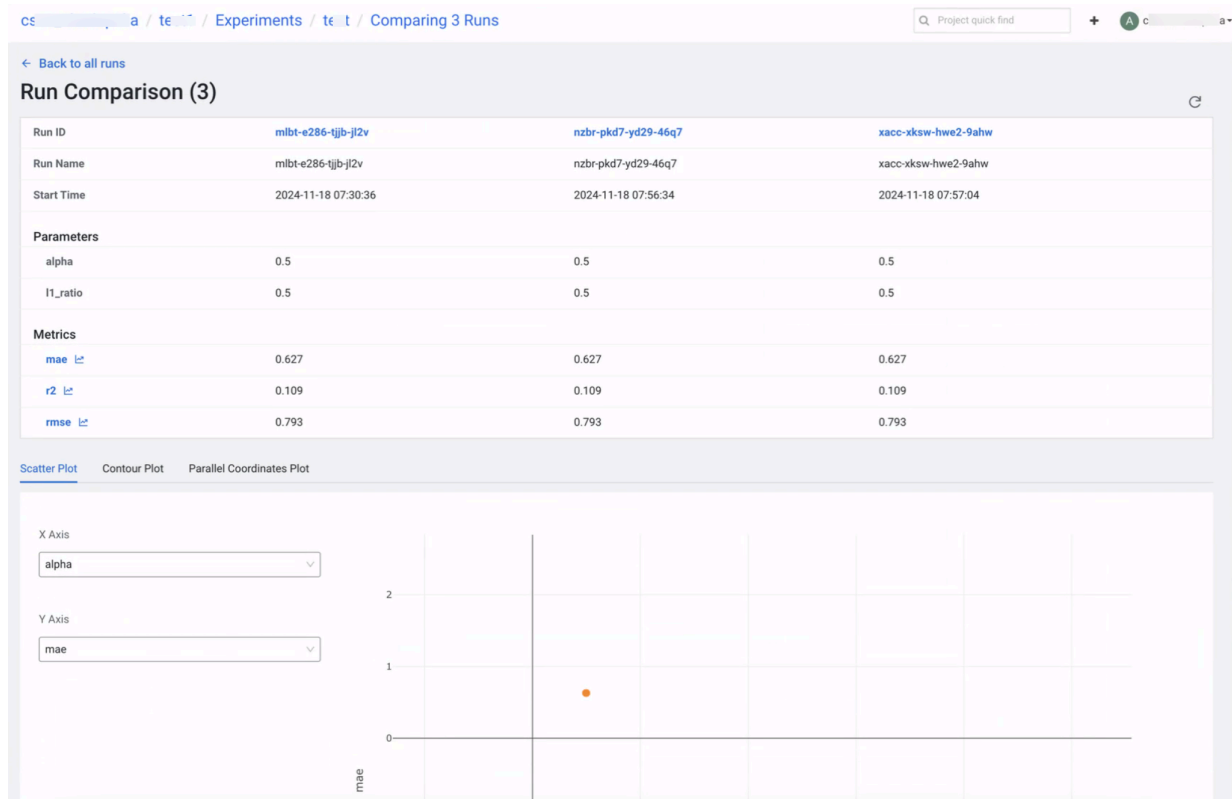 / / Experiments / / Comparing 3 Runs
Project quick find
+
A
← Back to all runs
Run Comparison (3)
Run ID mlbt-e286-tjjb-jl2v nzbr-pkd7-yd29-46q7 xacc-xksw-hwe2-9ahw
Run Name mlbt-e286-tjjb-jl2v nzbr-pkd7-yd29-46q7 xacc-xksw-hwe2-9ahw
Start Time 2024-11-18 07:30:36 2024-11-18 07:56:34 2024-11-18 07:57:04
Parameters
alpha 0.5 0.5 0.5
l1_ratio 0.5 0.5 0.5
Metrics
mae 0.627 0.627 0.627
r2 0.109 0.109 0.109
rmse 0.793 0.793 0.793
Scatter Plot Contour Plot Parallel Coordinates Plot
X Axis
alpha
Y Axis
mae
2
1
0
mae